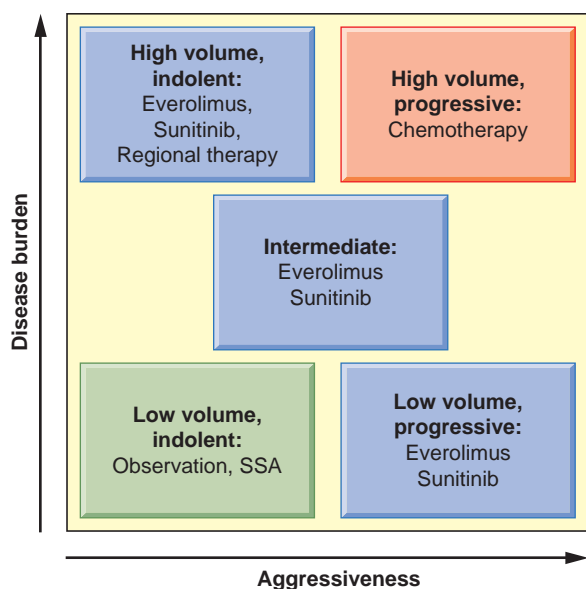 High volume,
indolent:
Everolimus,
Sunitinib,
Regional therapy
High volume,
progressive:
Chemotherapy
Intermediate:
Everolimus
Sunitinib
Low volume,
indolent:
Observation, SSA
Low volume,
progressive:
Everolimus
Sunitinib
Disease burden
Aggressiveness